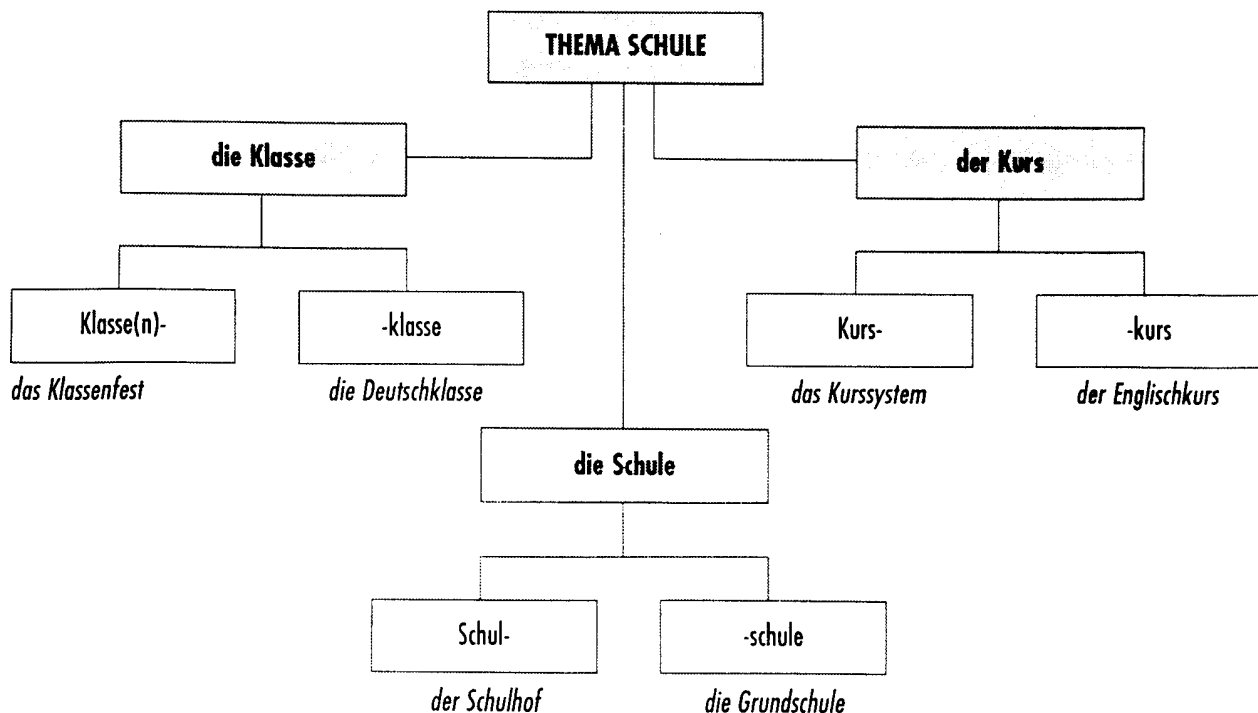 THEMA SCHULE
die Klasse
der Kurs
Klasse(n)-
-klasse
Kurs-
-kurs
das Klassenfest
die Deutschklasse
das Kurssystem
der Englischkurs
die Schule
Schul-
-schule
der Schulhof
die Grundschule